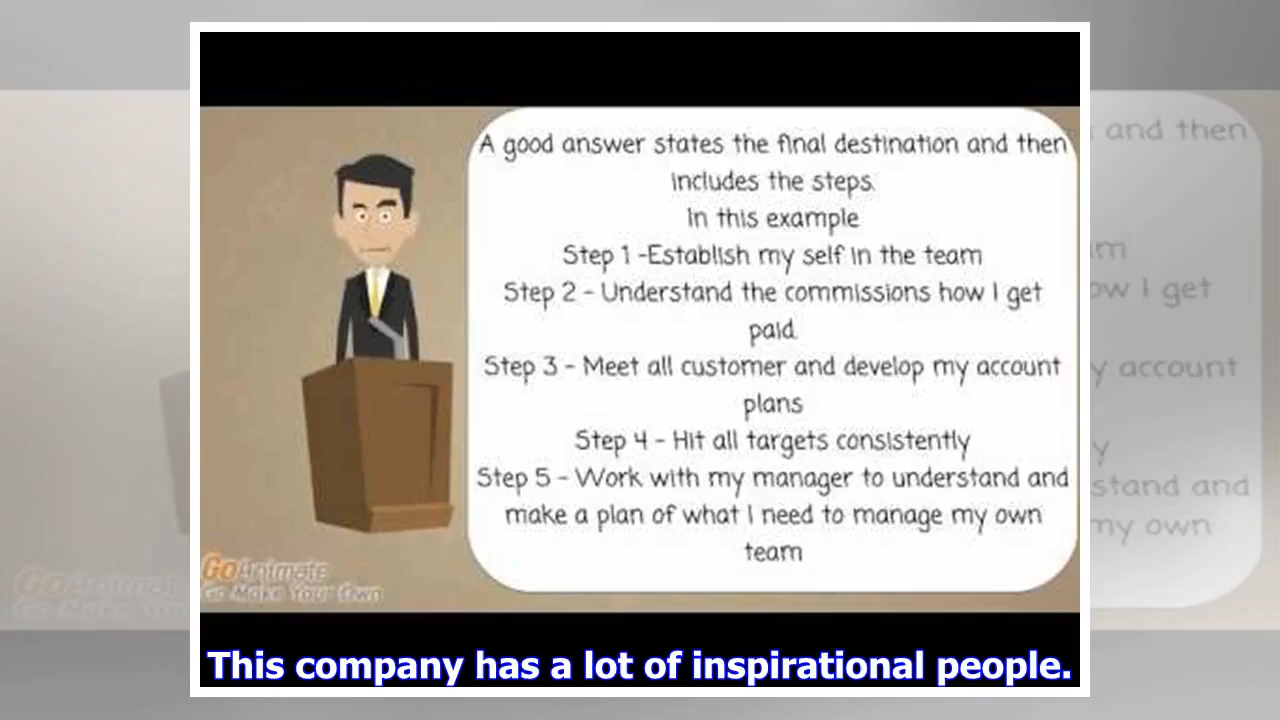 A good answer states the final destination and then
includes the steps.
In this example
Step 1 -Establish my self in the team
Step 2 - Understand the commissions how I get
paid.
Step 3 - Meet all customer and develop my account
plans
Step 4 - Hit all targets consistently
Step 5 - Work with my manager to understand and
make a plan of what I need to manage my own
team
GoAnimate
Go Make Your Own
This company has a lot of inspirational people.